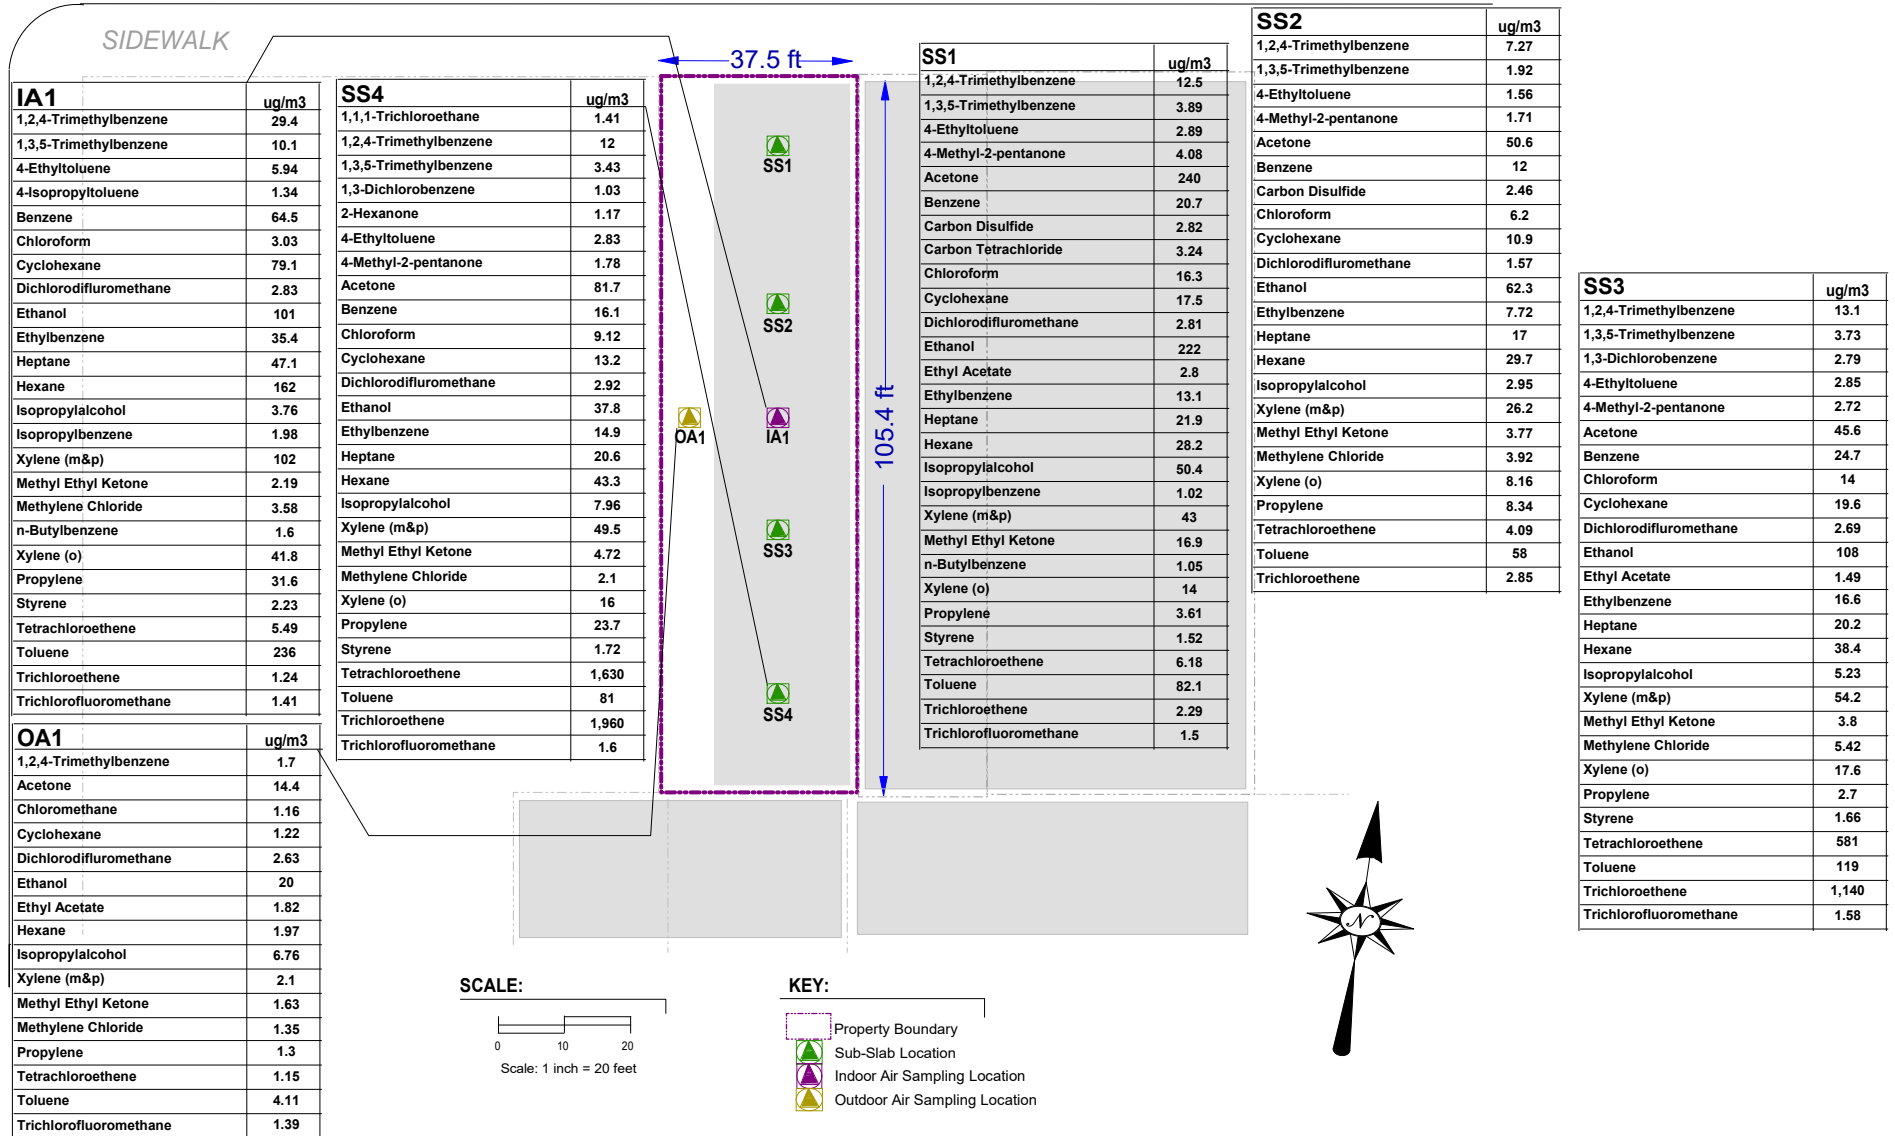 SIDEWALK
37.5 ft
105.4 ft
IA1 ug/m3
1,2,4-Trimethylbenzene 29.4
1,3,5-Trimethylbenzene 10.1
4-Ethyltoluene 5.94
4-Isopropyltoluene 1.34
Benzene 64.5
Chloroform 3.03
Cyclohexane 79.1
Dichlorodifluromethane 2.83
Ethanol 101
Ethylbenzene 35.4
Heptane 47.1
Hexane 162
Isopropylalcohol 3.76
Isopropylbenzene 1.98
Xylene (m&p) 102
Methyl Ethyl Ketone 2.19
Methylene Chloride 3.58
n-Butylbenzene 1.6
Xylene (o) 41.8
Propylene 31.6
Styrene 2.23
Tetrachloroethene 5.49
Toluene 236
Trichloroethene 1.24
Trichlorofluoromethane 1.41
OA1 ug/m3
1,2,4-Trimethylbenzene 1.7
Acetone 14.4
Chloromethane 1.16
Cyclohexane 1.22
Dichlorodifluromethane 2.63
Ethanol 20
Ethyl Acetate 1.82
Hexane 1.97
Isopropylalcohol 6.76
Xylene (m&p) 2.1
Methyl Ethyl Ketone 1.63
Methylene Chloride 1.35
Propylene 1.3
Tetrachloroethene 1.15
Toluene 4.11
Trichlorofluoromethane 1.39
SS4 ug/m3
1,1,1-Trichloroethane 1.41
1,2,4-Trimethylbenzene 12
1,3,5-Trimethylbenzene 3.43
1,3-Dichlorobenzene 1.03
2-Hexanone 1.17
4-Ethyltoluene 2.83
4-Methyl-2-pentanone 1.78
Acetone 81.7
Benzene 16.1
Chloroform 9.12
Cyclohexane 13.2
Dichlorodifluromethane 2.92
Ethanol 37.8
Ethylbenzene 14.9
Heptane 20.6
Hexane 43.3
Isopropylalcohol 7.96
Xylene (m&p) 49.5
Methyl Ethyl Ketone 4.72
Methylene Chloride 2.1
Xylene (o) 16
Propylene 23.7
Styrene 1.72
Tetrachloroethene 1,630
Toluene 81
Trichloroethene 1,960
Trichlorofluoromethane 1.6
SS1
SS2
OA1
IA1
SS3
SS4
SS1 ug/m3
1,2,4-Trimethylbenzene 12.5
1,3,5-Trimethylbenzene 3.89
4-Ethyltoluene 2.89
4-Methyl-2-pentanone 4.08
Acetone 240
Benzene 20.7
Carbon Disulfide 2.82
Carbon Tetrachloride 3.24
Chloroform 16.3
Cyclohexane 17.5
Dichlorodifluromethane 2.81
Ethanol 222
Ethyl Acetate 2.8
Ethylbenzene 13.1
Heptane 21.9
Hexane 28.2
Isopropylalcohol 50.4
Isopropylbenzene 1.02
Xylene (m&p) 43
Methyl Ethyl Ketone 16.9
n-Butylbenzene 1.05
Xylene (o) 14
Propylene 3.61
Styrene 1.52
Tetrachloroethene 6.18
Toluene 82.1
Trichloroethene 2.29
Trichlorofluoromethane 1.5
SS2 ug/m3
1,2,4-Trimethylbenzene 7.27
1,3,5-Trimethylbenzene 1.92
4-Ethyltoluene 1.56
4-Methyl-2-pentanone 1.71
Acetone 50.6
Benzene 12
Carbon Disulfide 2.46
Chloroform 6.2
Cyclohexane 10.9
Dichlorodifluromethane 1.57
Ethanol 62.3
Ethylbenzene 7.72
Heptane 17
Hexane 29.7
Isopropylalcohol 2.95
Xylene (m&p) 26.2
Methyl Ethyl Ketone 3.77
Methylene Chloride 3.92
Xylene (o) 8.16
Propylene 8.34
Tetrachloroethene 4.09
Toluene 58
Trichloroethene 2.85
SS3 ug/m3
1,2,4-Trimethylbenzene 13.1
1,3,5-Trimethylbenzene 3.73
1,3-Dichlorobenzene 2.79
4-Ethyltoluene 2.85
4-Methyl-2-pentanone 2.72
Acetone 45.6
Benzene 24.7
Chloroform 14
Cyclohexane 19.6
Dichlorodifluromethane 2.69
Ethanol 108
Ethyl Acetate 1.49
Ethylbenzene 16.6
Heptane 20.2
Hexane 38.4
Isopropylalcohol 5.23
Xylene (m&p) 54.2
Methyl Ethyl Ketone 3.8
Methylene Chloride 5.42
Xylene (o) 17.6
Propylene 2.7
Styrene 1.66
Tetrachloroethene 581
Toluene 119
Trichloroethene 1,140
Trichlorofluoromethane 1.58
N
SCALE:
0 10 20
Scale: 1 inch = 20 feet
KEY:
Property Boundary
Sub-Slab Location
Indoor Air Sampling Location
Outdoor Air Sampling Location